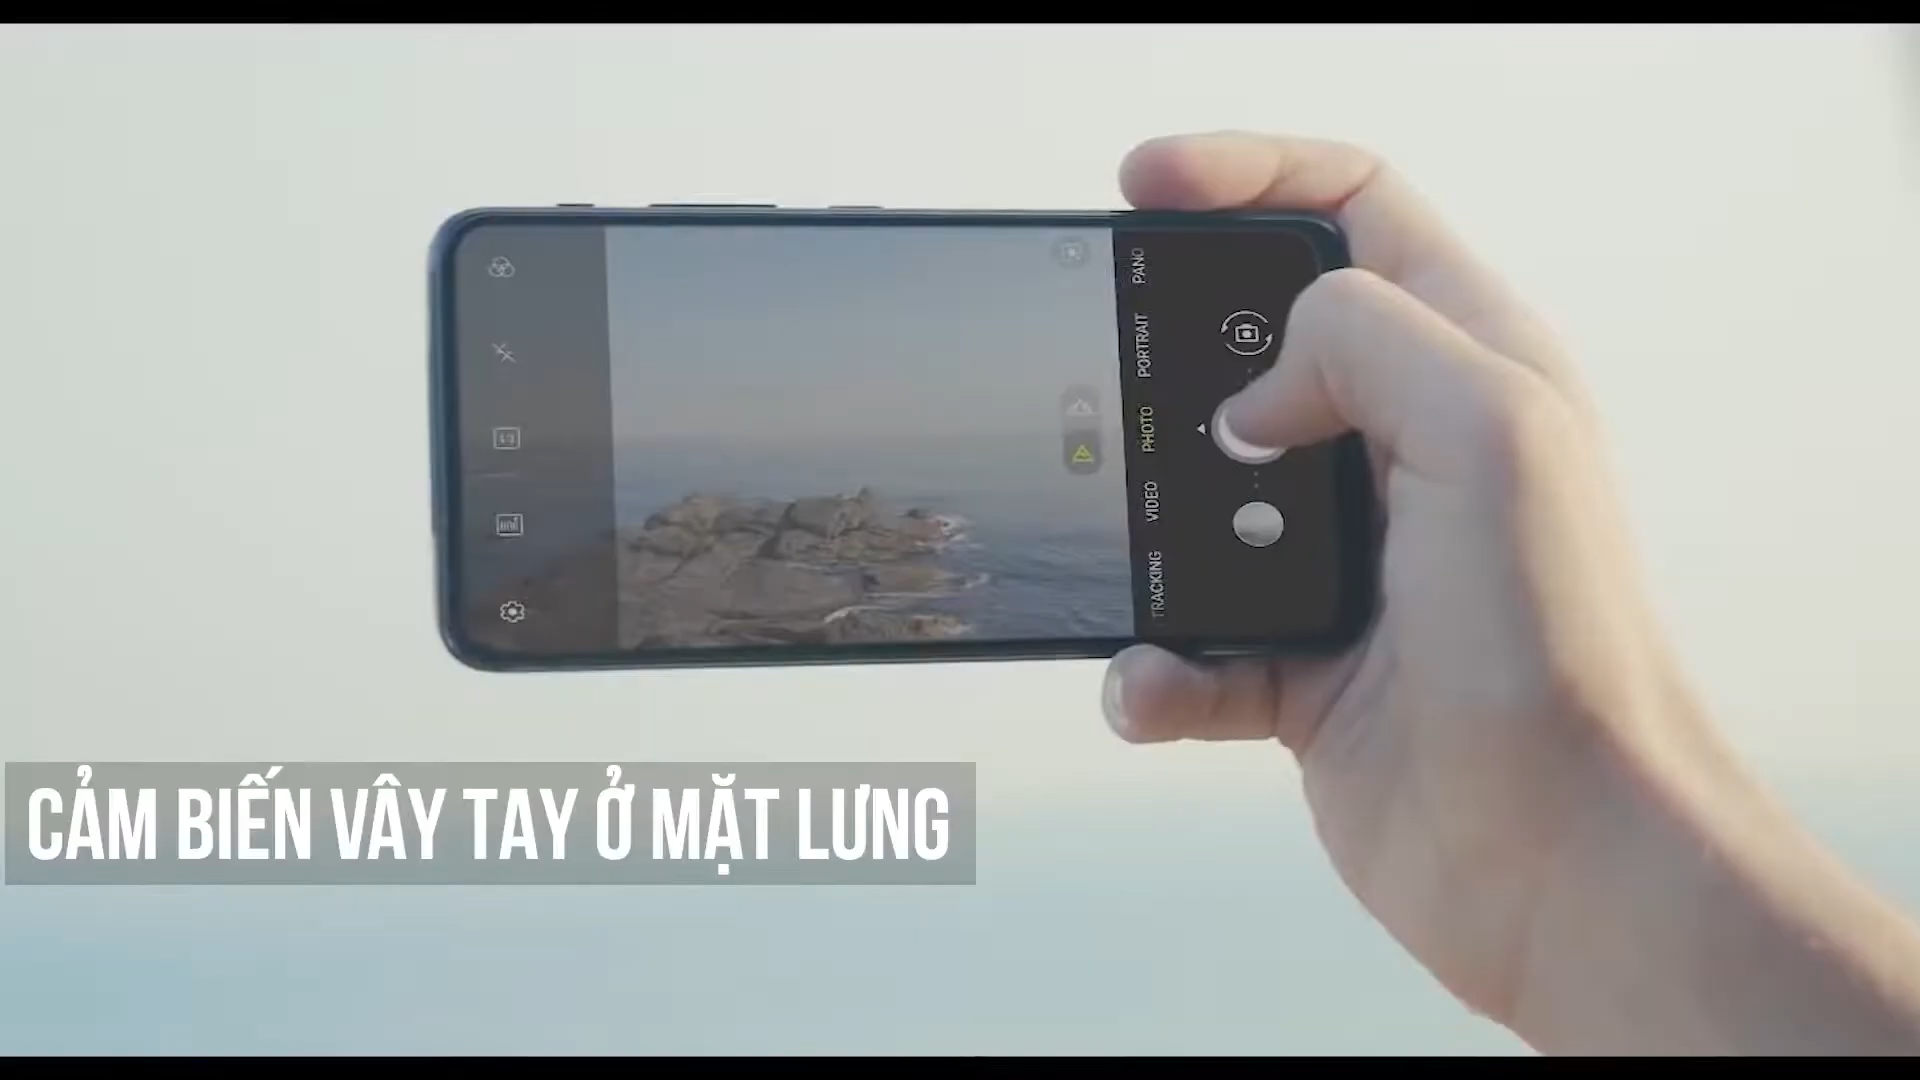 PANO
PORTRAIT
PHOTO
VIDEO
TRACKING
CẢM BIẾN VÂY TAY Ở MẶT LƯNG